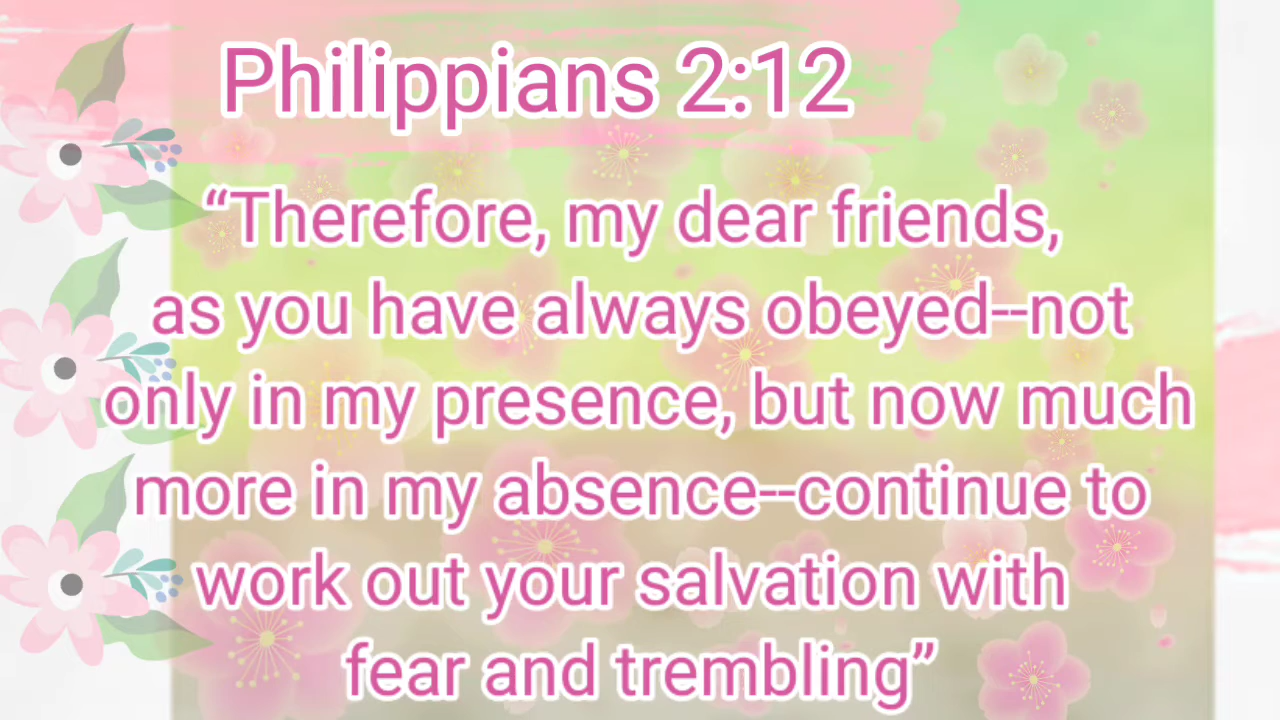 Philippians 2:12
“Therefore, my dear friends,
as you have always obeyed--not
only in my presence, but now much
more in my absence--continue to
work out your salvation with
fear and trembling”